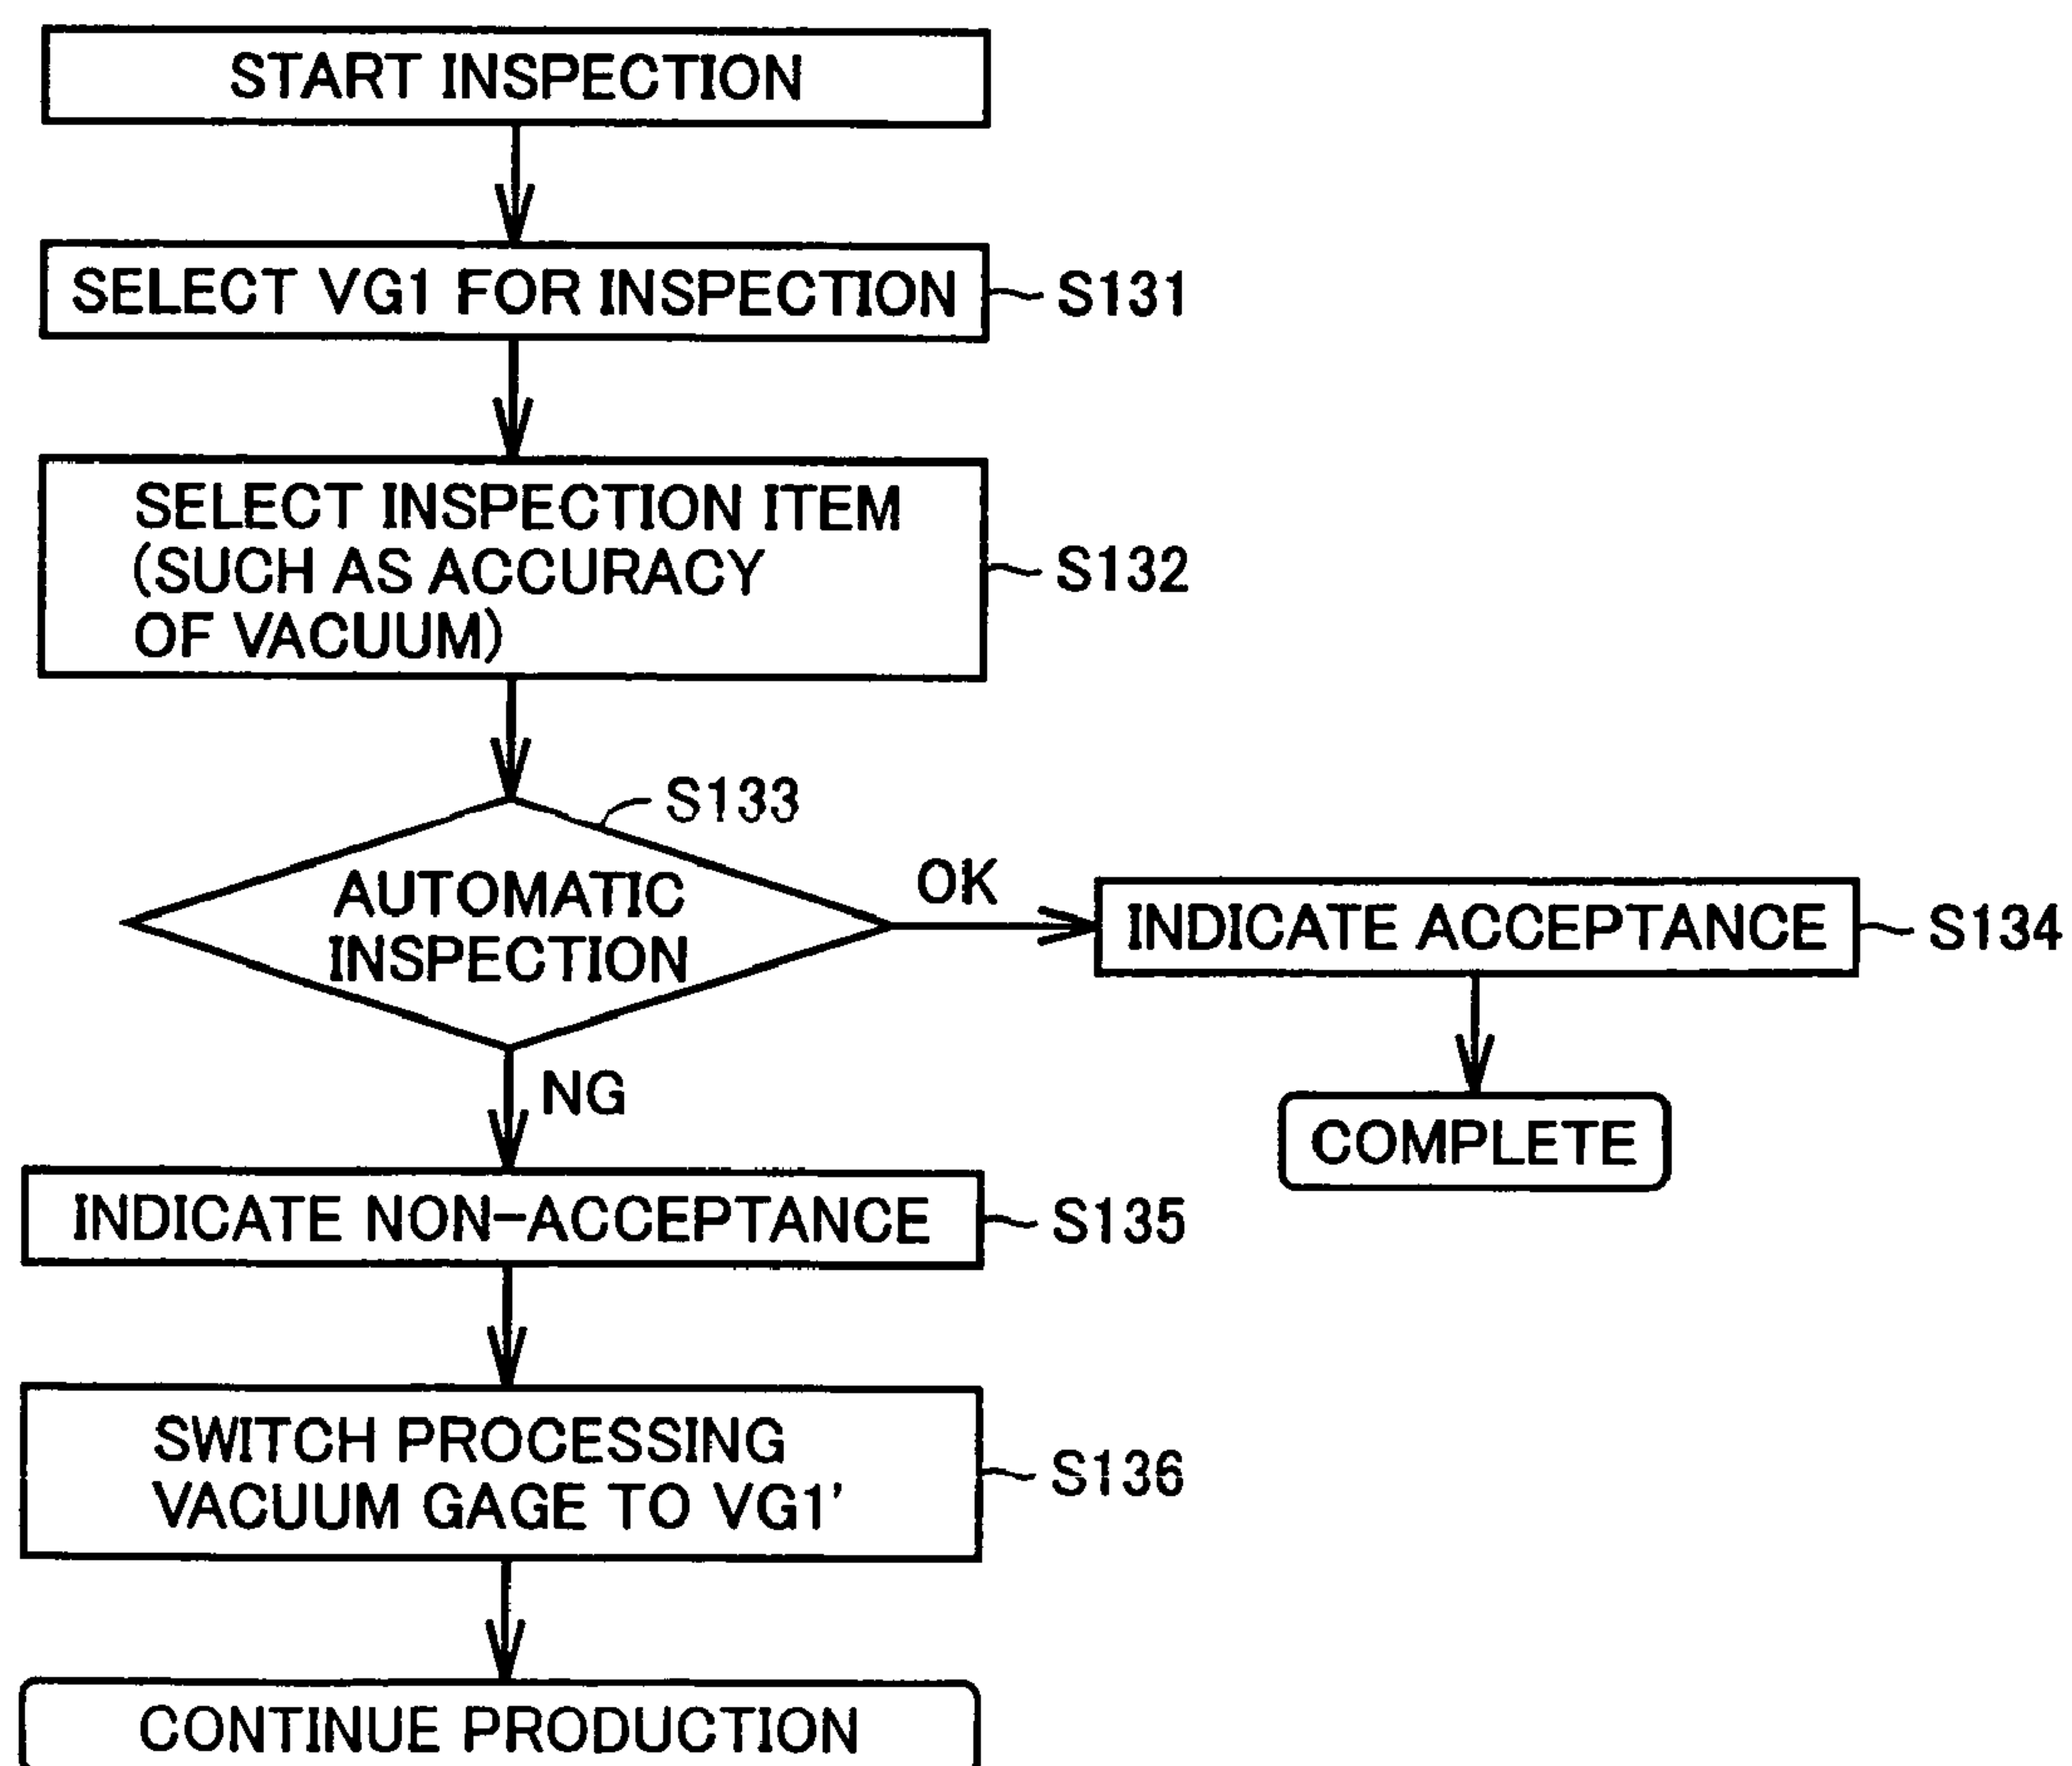 START INSPECTION
SELECT VG1 FOR INSPECTION
S131
SELECT INSPECTION ITEM
(SUCH AS ACCURACY
OF VACUUM)
S132
S133
AUTOMATIC
INSPECTION
OK
INDICATE ACCEPTANCE
S134
COMPLETE
NG
INDICATE NON-ACCEPTANCE
S135
SWITCH PROCESSING
VACUUM GAGE TO VG1'
S136
CONTINUE PRODUCTION